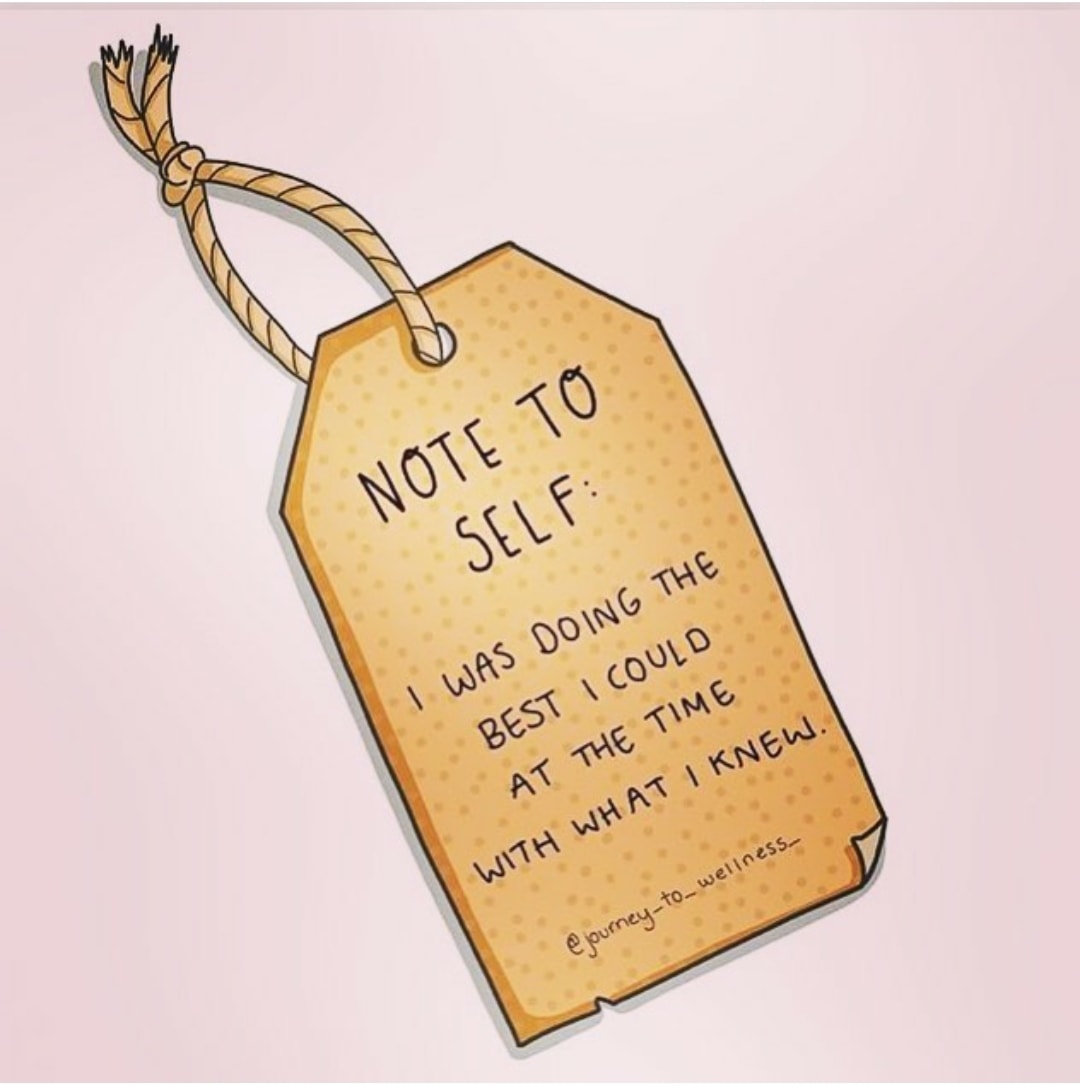 NOTE TO
SELF:
I WAS DOING THE
BEST I COULD
AT THE TIME
WITH WHAT I KNEW.
@journey_to_wellness_